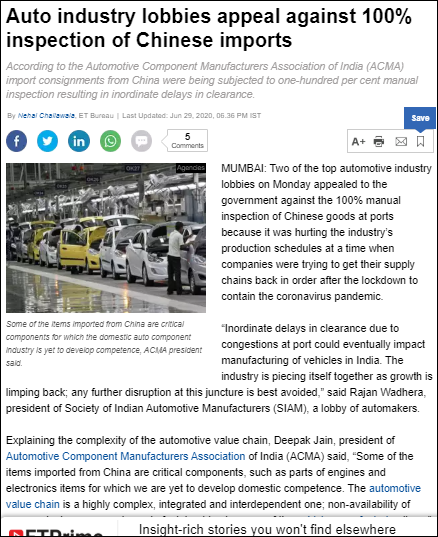 Auto industry lobbies appeal against 100%
inspection of Chinese imports
According to the Automotive Component Manufacturers Association of India (ACMA)
import consignments from China were being subjected to one-hundred per cent manual
inspection resulting in inordinate delays in clearance.
By Nehal Chaliawala, ET Bureau | Last Updated: Jun 29, 2020, 06.36 PM IST
Save
5
Comments
A+
Agencies
MUMBAI: Two of the top automotive industry
lobbies on Monday appealed to the
government against the 100% manual
inspection of Chinese goods at ports
because it was hurting the industry's
production schedules at a time when
companies were trying to get their supply
chains back in order after the lockdown to
contain the coronavirus pandemic.
Some of the items imported from China are critical
components for which the domestic auto component
industry is yet to develop competence, ACMA president
said.
“Inordinate delays in clearance due to
congestions at port could eventually impact
manufacturing of vehicles in India. The
industry is piecing itself together as growth is
limping back; any further disruption at this juncture is best avoided,” said Rajan Wadhera,
president of Society of Indian Automotive Manufacturers (SIAM), a lobby of automakers.
Explaining the complexity of the automotive value chain, Deepak Jain, president of
Automotive Component Manufacturers Association of India (ACMA) said, “Some of the
items imported from China are critical components, such as parts of engines and
electronics items for which we are yet to develop domestic competence. The automotive
value chain is a highly complex, integrated and interdependent one; non-availability of
ETPrime
Insight-rich stories you won't find elsewhere